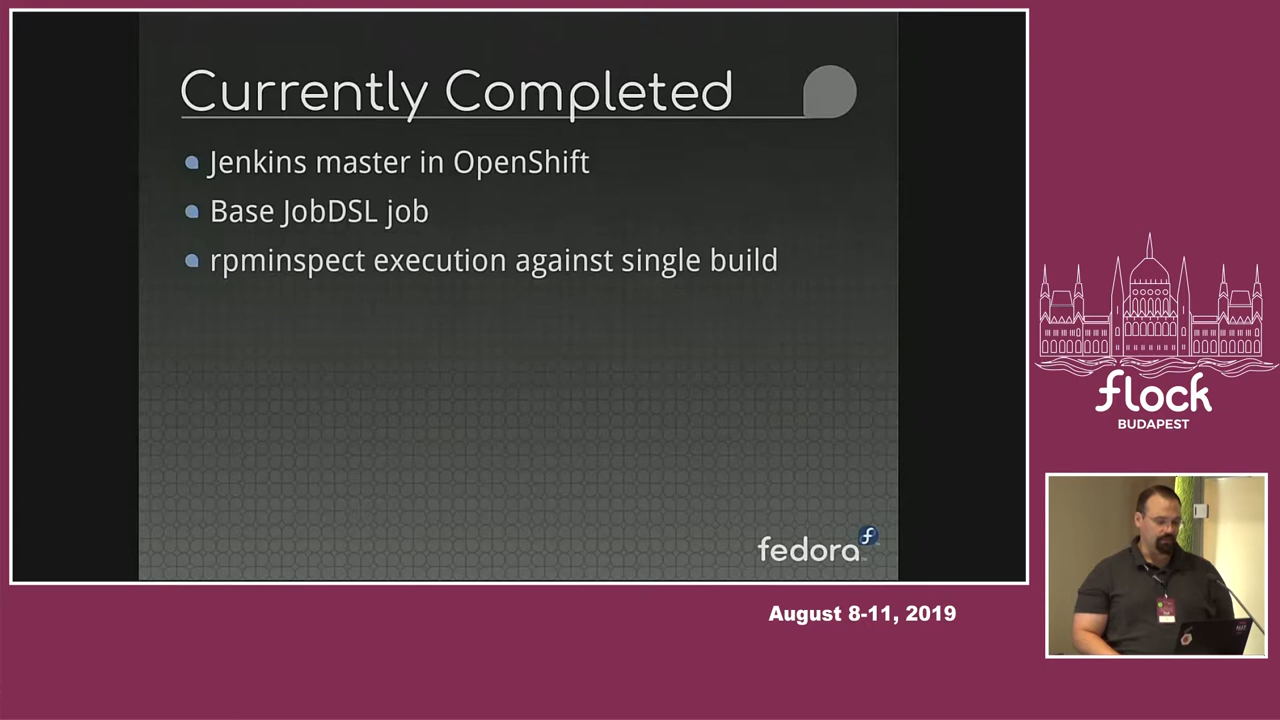 Currently Completed
Jenkins master in OpenShift
Base JobDSL job
rpminspect execution against single build
fedora
flock
BUDAPEST
August 8-11, 2019